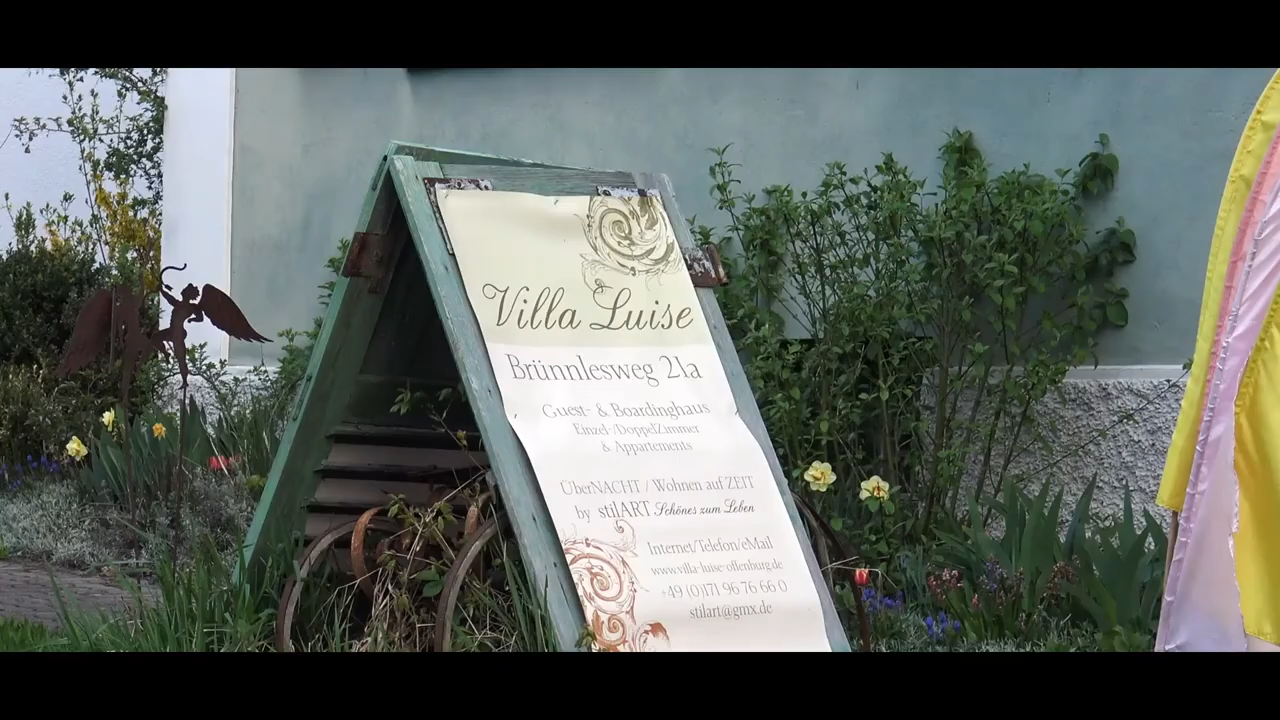 Villa Luise
Brünnlesweg 21a
Guest- & Boardinghaus
Einzel-/DoppelZimmer
& Appartements
ÜberNACHT / Wohnen auf ZEIT
by stilART Schönes zum Leben
Internet/Telefon/eMail
www.villa-luise-offenburg.de
+49 (0)171 96 76 66 0
stilart@gmx.de